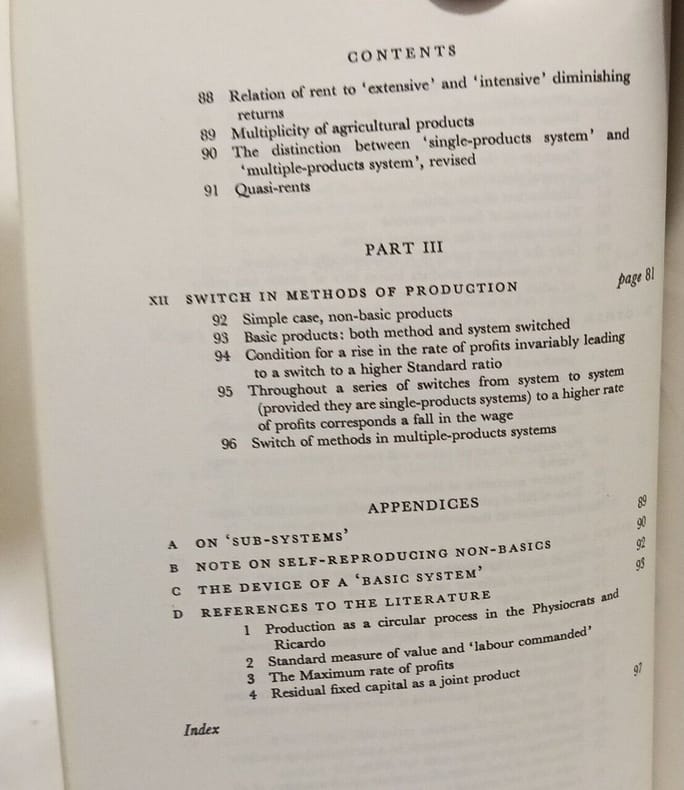 CONTENTS
88 Relation of rent to ‘extensive’ and ‘intensive’ diminishing
returns
89 Multiplicity of agricultural products
90 The distinction between ‘single-products system’ and
‘multiple-products system’, revised
91 Quasi-rents
PART III
XII SWITCH IN METHODS OF PRODUCTION page 81
92 Simple case, non-basic products
93 Basic products: both method and system switched
94 Condition for a rise in the rate of profits invariably leading
to a switch to a higher Standard ratio
95 Throughout a series of switches from system to system
(provided they are single-products systems) to a higher rate
of profits corresponds a fall in the wage
96 Switch of methods in multiple-products systems
APPENDICES
A ON ‘SUB-SYSTEMS’ 89
B NOTE ON SELF-REPRODUCING NON-BASICS 90
C THE DEVICE OF A ‘BASIC SYSTEM’ 92
D REFERENCES TO THE LITERATURE 93
1 Production as a circular process in the Physiocrats and
Ricardo
2 Standard measure of value and ‘labour commanded’
3 The Maximum rate of profits
4 Residual fixed capital as a joint product
Index 97